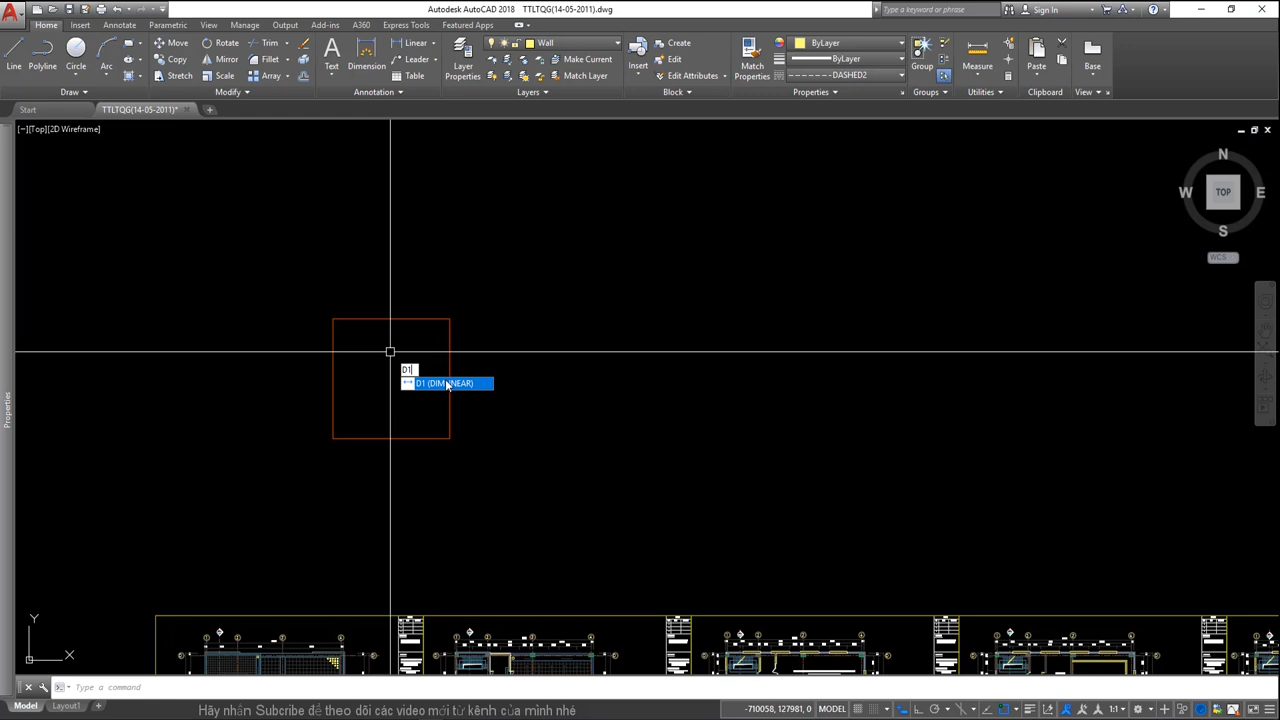 Autodesk AutoCAD 2018 TTLTQG(14-05-2011).dwg
Type a keyword or phrase
Sign In
Home Insert Annotate Parametric View Manage Output Add-ins A360 Express Tools Featured Apps
Line Polyline Circle Arc
Move Rotate Trim
Copy Mirror Fillet
Stretch Scale Array
Text Dimension
Linear
Leader
Table
Layer Properties
Wall
Make Current
Match Layer
Insert
Create
Edit
Edit Attributes
Match Properties
ByLayer
ByLayer
DASHED2
Group
Measure
Paste
Base
Draw Modify Annotation Layers Block Properties Groups Utilities Clipboard View
Start TTLTQG(14-05-2011)*
[−][Top][2D Wireframe]
N
W TOP E
S
WCS
D1
D1 (DIMLINEAR)
Properties
Y
X
Type a command
Model Layout1
Hãy nhấn Subcribe để theo dõi các video mới từ kênh của mình nhé
-710058, 127981, 0 MODEL 1:1